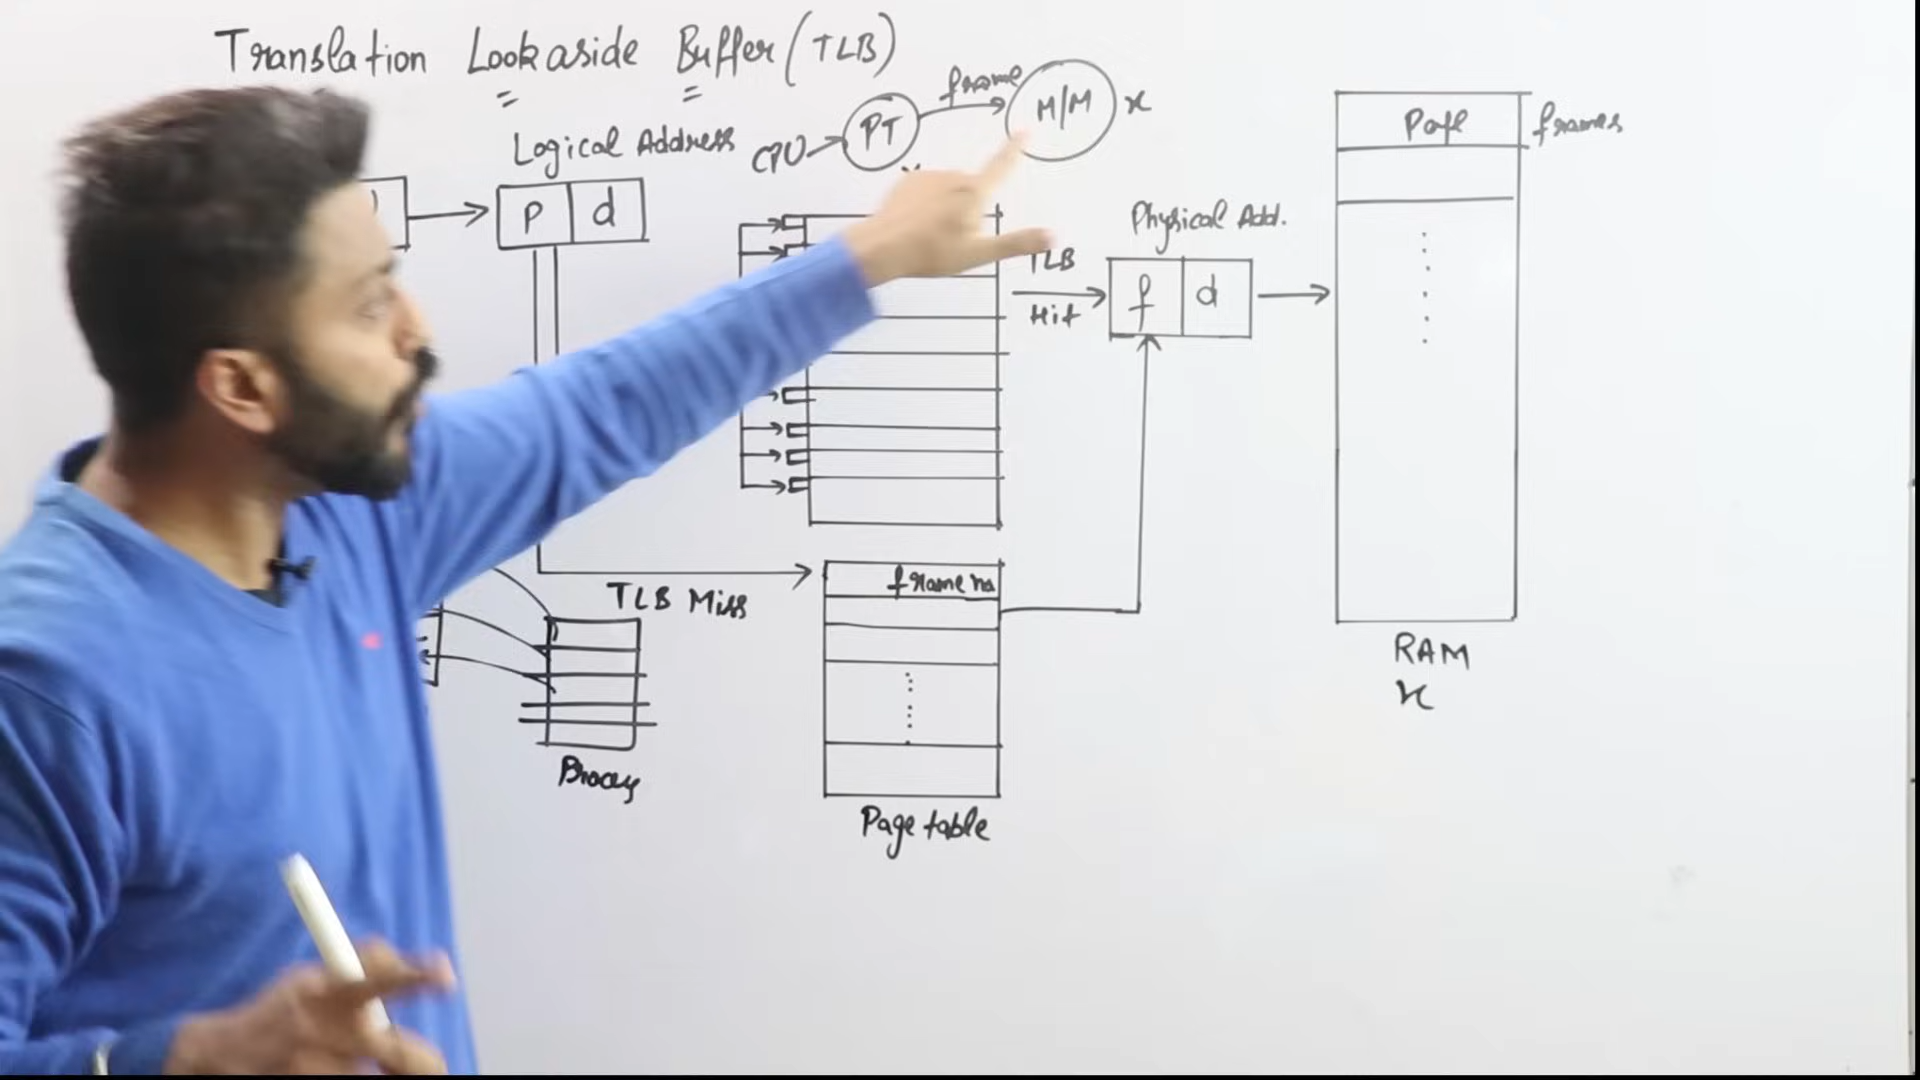 Translation Lookaside Buffer (TLB)
frame
M/M x
CPU PT
Logical Address
P d
Page frames
Physical Add.
TLB
Hit
f d
TLB Miss
frame no
Page table
RAM
x